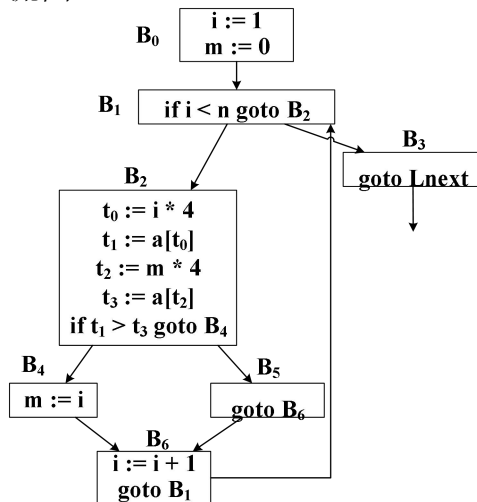 B₀
i := 1
m := 0
B₁
if i < n goto B₂
B₃
goto Lnext
B₂
t₀ := i * 4
t₁ := a[t₀]
t₂ := m * 4
t₃ := a[t₂]
if t₁ > t₃ goto B₄
B₄
m := i
B₅
goto B₆
B₆
i := i + 1
goto B₁